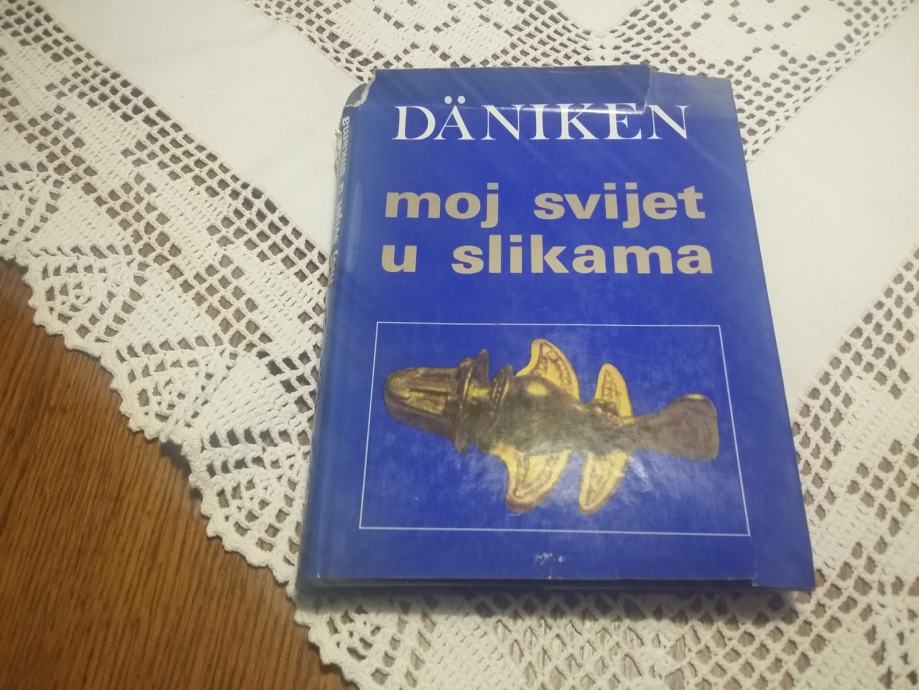 DÄNIKEN
moj svijet
u slikama